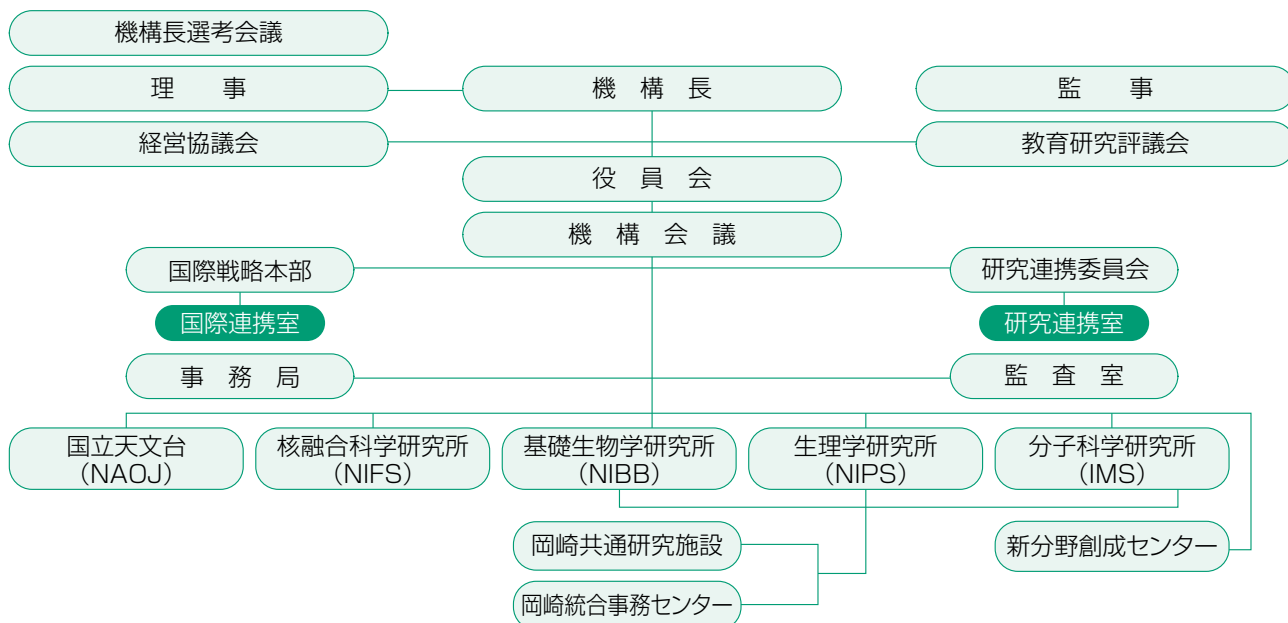 機構長選考会議
理　事
機　構　長
監　事
経営協議会
教育研究評議会
役　員　会
機　構　会　議
国際戦略本部
研究連携委員会
国際連携室
研究連携室
事　務　局
監　査　室
国立天文台
(NAOJ)
核融合科学研究所
(NIFS)
基礎生物学研究所
(NIBB)
生理学研究所
(NIPS)
分子科学研究所
(IMS)
岡崎共通研究施設
新分野創成センター
岡崎統合事務センター